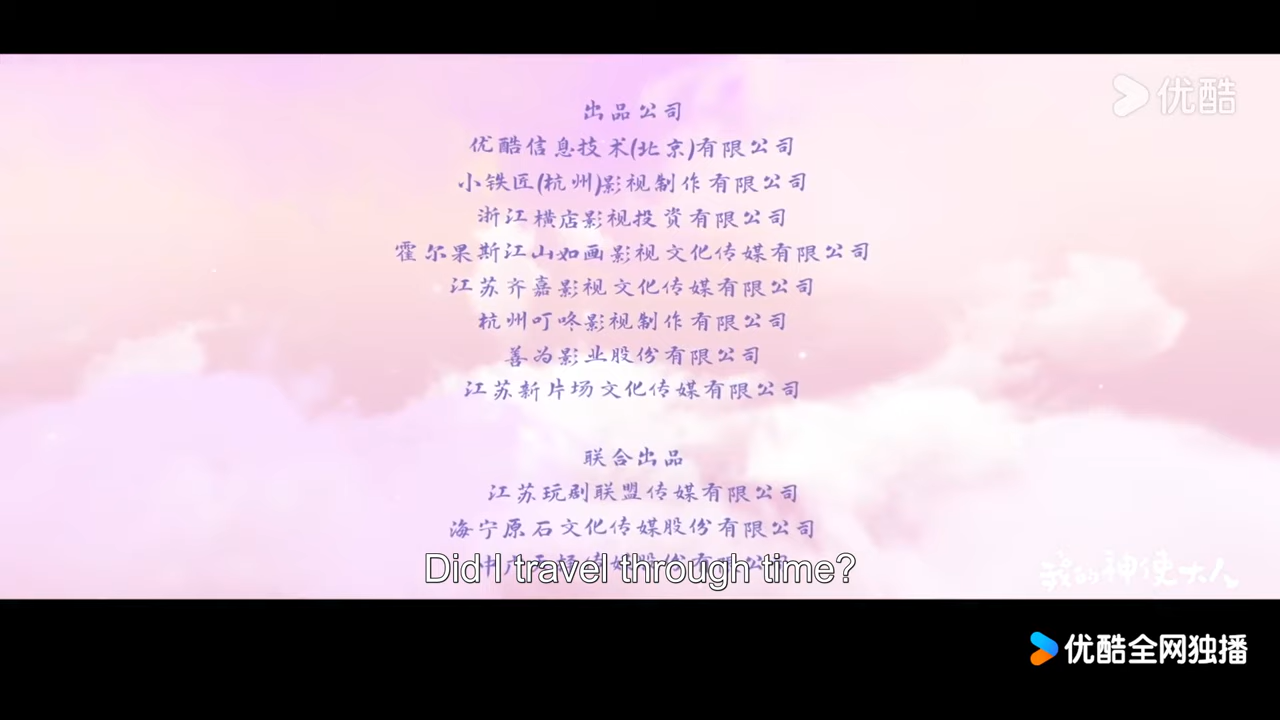 优酷
出品公司
优酷信息技术(北京)有限公司
小铁匠(杭州)影视制作有限公司
浙江横店影视投资有限公司
霍尔果斯江山如画影视文化传媒有限公司
江苏齐嘉影视文化传媒有限公司
杭州叮咚影视制作有限公司
善为影业股份有限公司
江苏新片场文化传媒有限公司
联合出品
江苏玩剧联盟传媒有限公司
海宁原石文化传媒股份有限公司
Did I travel through time?
我的神使大人
优酷全网独播